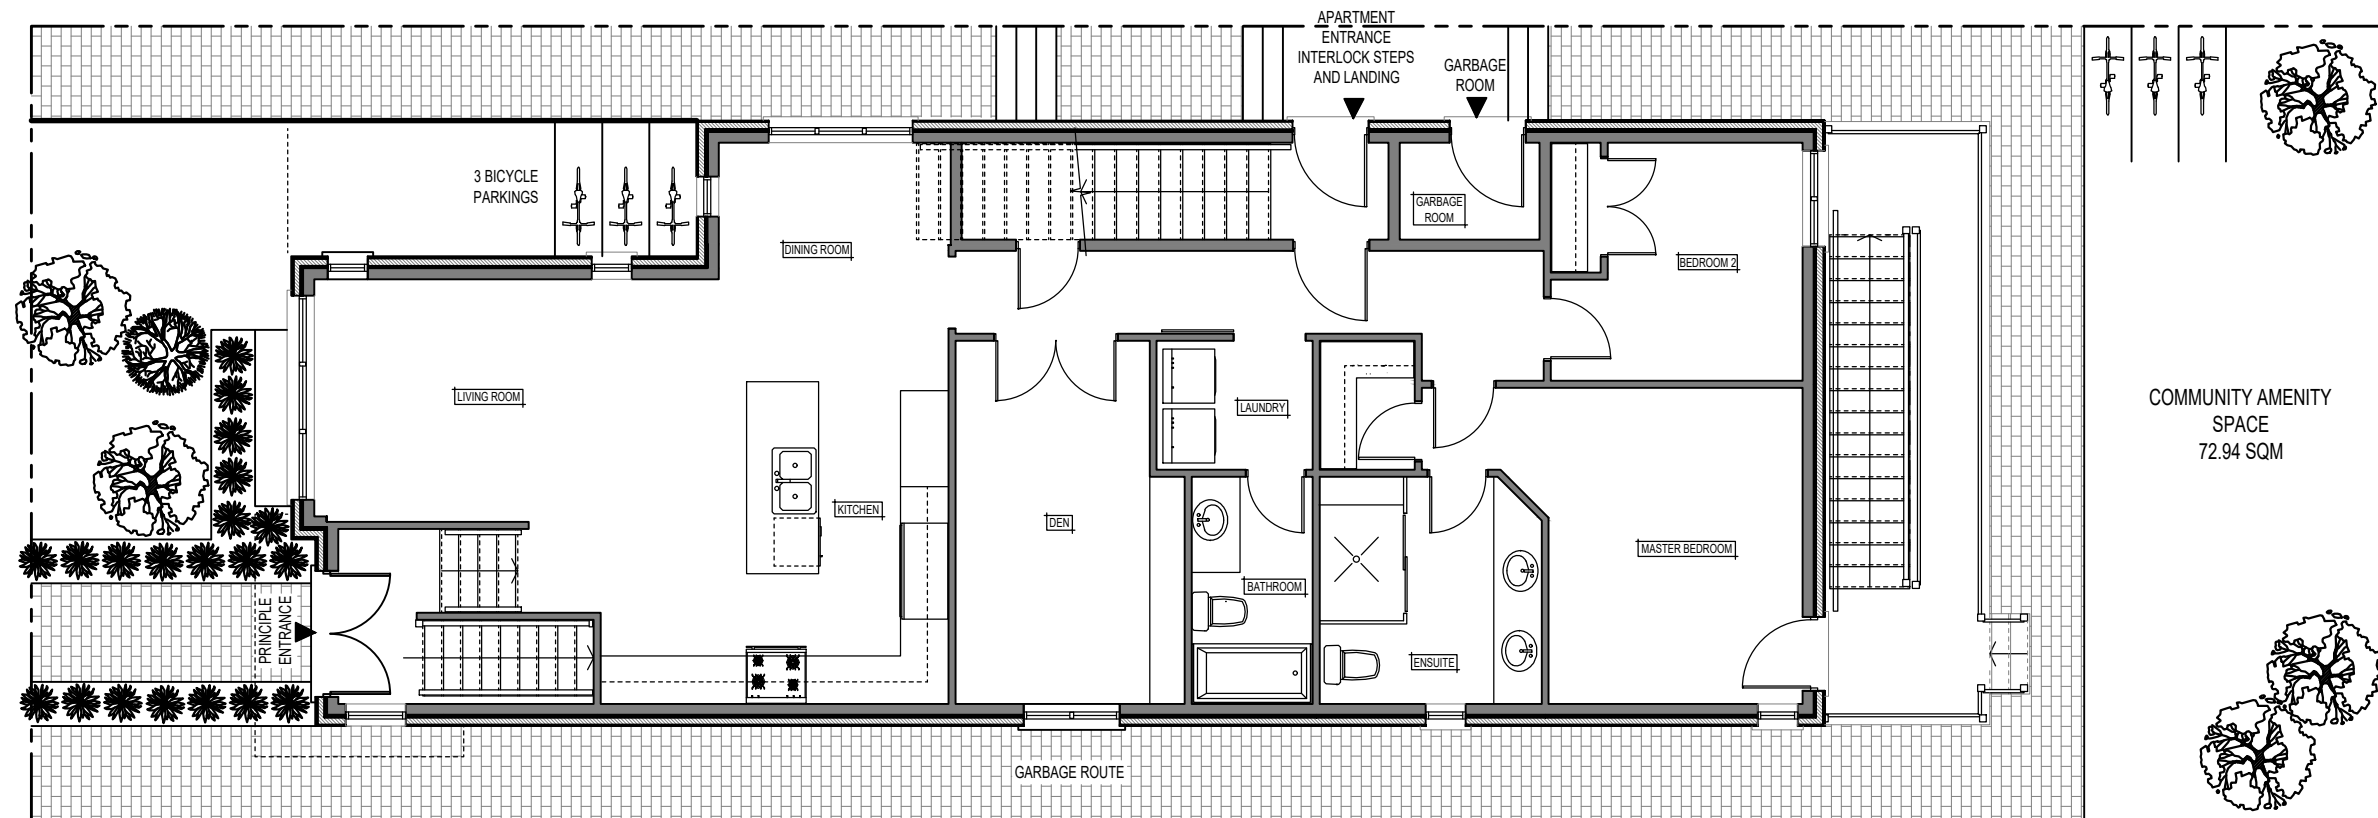 APARTMENT
ENTRANCE
INTERLOCK STEPS
AND LANDING
GARBAGE
ROOM
3 BICYCLE
PARKINGS
GARBAGE
ROOM
DINING ROOM
BEDROOM 2
LIVING ROOM
LAUNDRY
COMMUNITY AMENITY
SPACE
72.94 SQM
KITCHEN
DEN
MASTER BEDROOM
BATHROOM
PRINCIPLE
ENTRANCE
ENSUITE
GARBAGE ROUTE